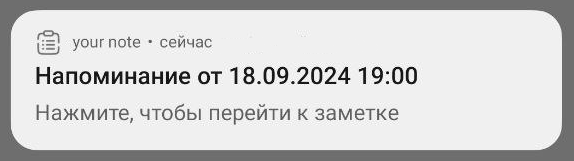 your note • сейчас
Напоминание от 18.09.2024 19:00
Нажмите, чтобы перейти к заметке